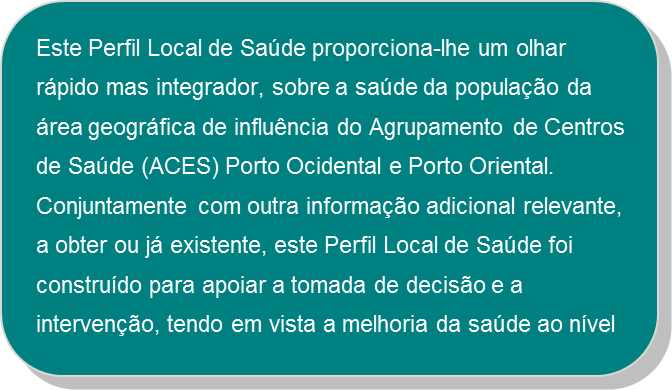 Este Perfil Local de Saúde proporciona-lhe um olhar
rápido mas integrador, sobre a saúde da população da
área geográfica de influência do Agrupamento de Centros
de Saúde (ACES) Porto Ocidental e Porto Oriental.
Conjuntamente com outra informação adicional relevante,
a obter ou já existente, este Perfil Local de Saúde foi
construído para apoiar a tomada de decisão e a
intervenção, tendo em vista a melhoria da saúde ao nível